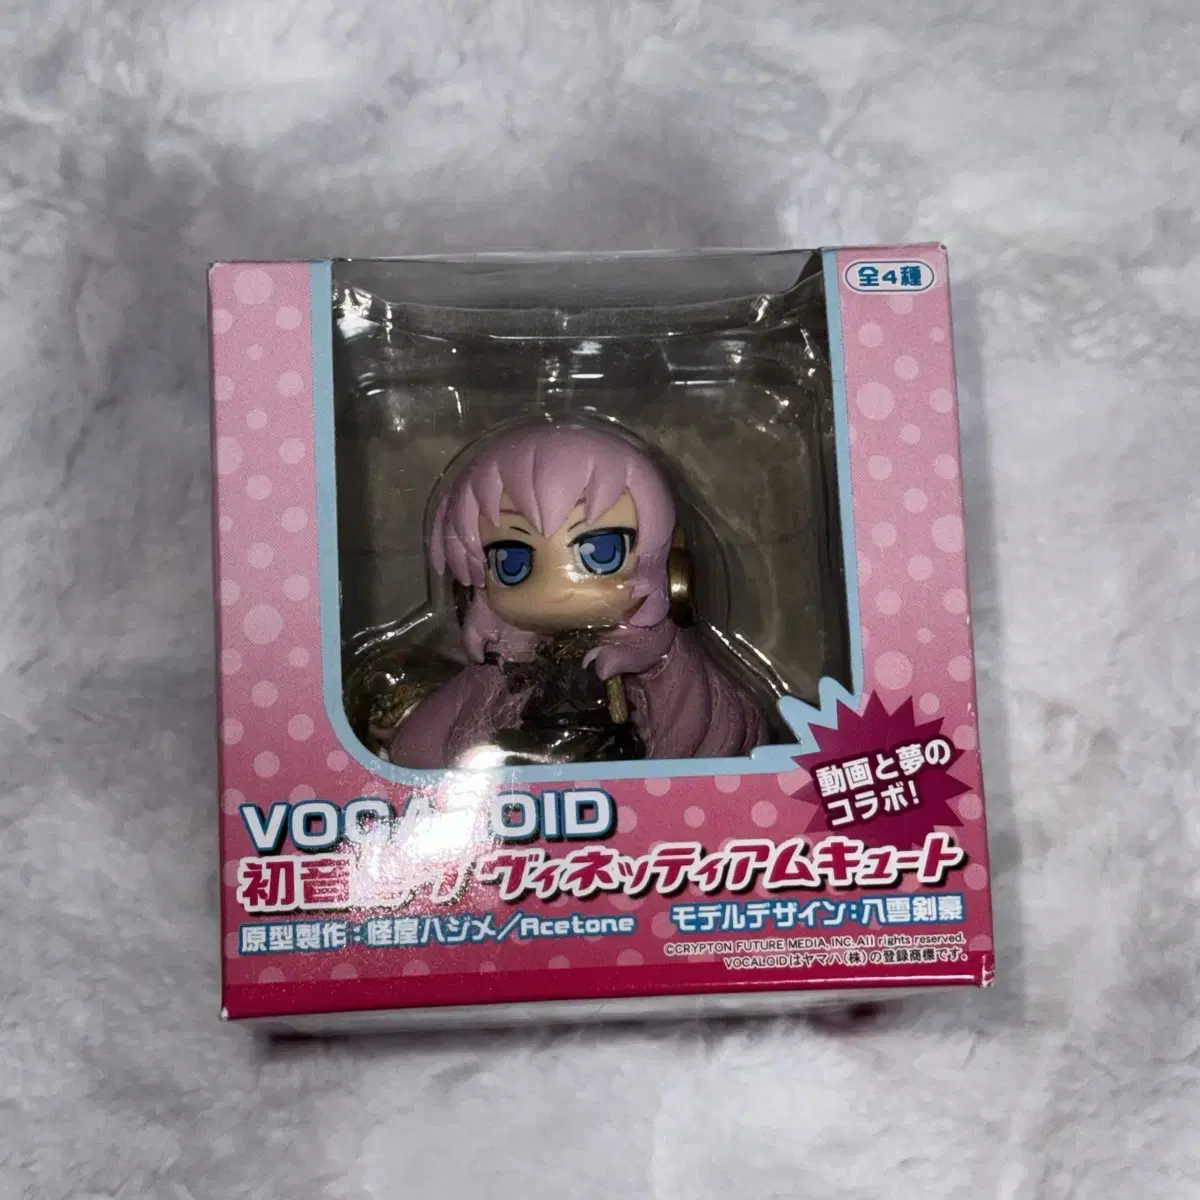 全4種
動画と夢の
コラボ!
VOCALOID
初音ミク ヴィネッティアムキュート
原型製作:怪屋ハジメ/Acetone
モデルデザイン:八雲剣豪
©CRYPTON FUTURE MEDIA, INC. All rights reserved.
VOCALOIDはヤマハ(株)の登録商標です。